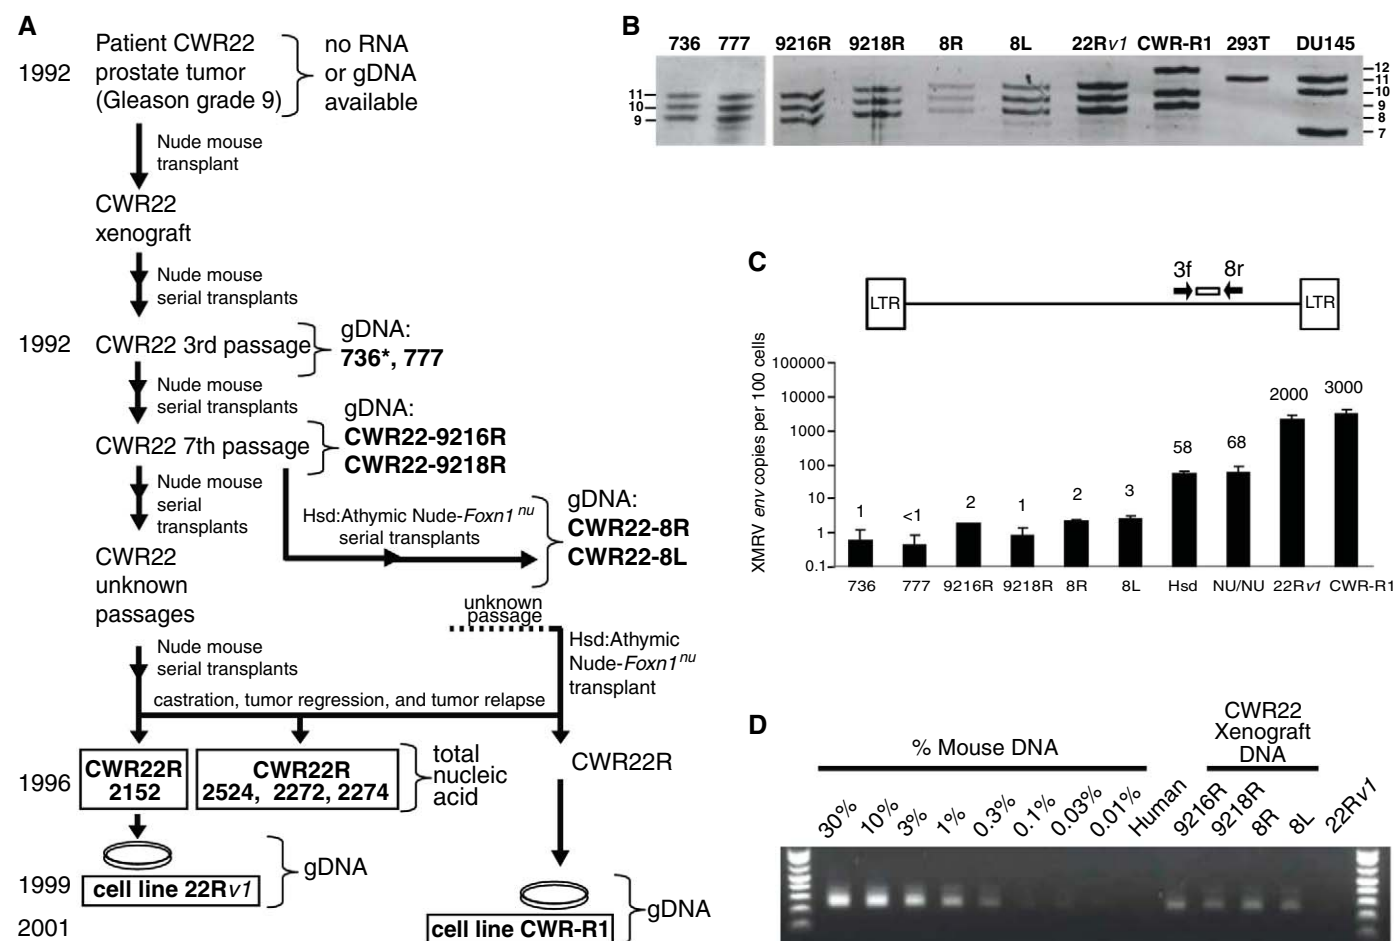 A
Patient CWR22
1992 prostate tumor
(Gleason grade 9)
no RNA
or gDNA
available
Nude mouse
transplant
CWR22
xenograft
Nude mouse
serial transplants
1992 CWR22 3rd passage
gDNA:
736*, 777
Nude mouse
serial transplants
CWR22 7th passage
gDNA:
CWR22-9216R
CWR22-9218R
Nude mouse
serial
transplants
Hsd:Athymic Nude-Foxn1 nu
serial transplants
gDNA:
CWR22-8R
CWR22-8L
CWR22
unknown
passages
unknown
passage
Hsd:Athymic
Nude-Foxn1 nu
transplant
Nude mouse
serial transplants
castration, tumor regression, and tumor relapse
1996
CWR22R
2152
CWR22R
2524, 2272, 2274
total
nucleic
acid
CWR22R
gDNA
1999 cell line 22Rv1
2001
cell line CWR-R1
gDNA
B
736 777 9216R 9218R 8R 8L 22Rv1 CWR-R1 293T DU145
11
10
9
12
11
10
9
8
7
C
3f 8r
LTR LTR
XMRV env copies per 100 cells
100000
10000
1000
100
10
1
0.1
1 <1 2 1 2 3 58 68 2000 3000
736 777 9216R 9218R 8R 8L Hsd NU/NU 22Rv1 CWR-R1
D
% Mouse DNA
CWR22
Xenograft
DNA
30% 10% 3% 1% 0.3% 0.1% 0.03% 0.01% Human 9216R 9218R 8R 8L 22Rv1